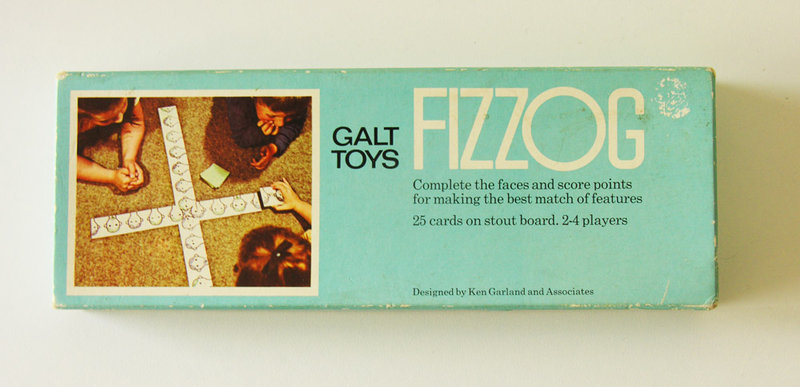 GALT
TOYS
FIZZOG
Complete the faces and score points
for making the best match of features
25 cards on stout board. 2-4 players
Designed by Ken Garland and Associates